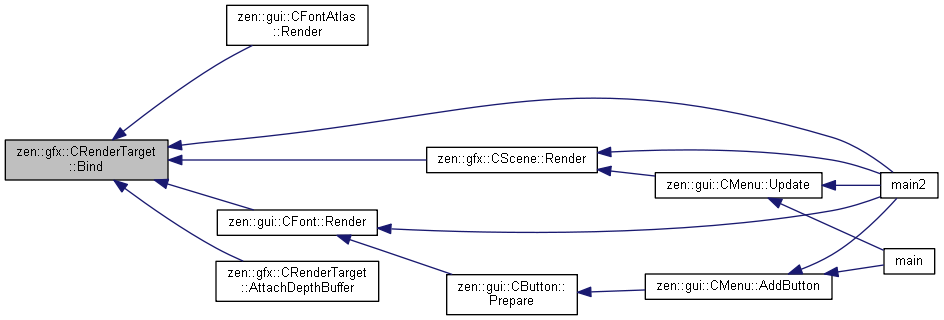 zen::gui::CFontAtlas
::Render
zen::gfx::CRenderTarget
::Bind
zen::gfx::CScene::Render
zen::gui::CMenu::Update
main2
zen::gui::CFont::Render
zen::gfx::CRenderTarget
::AttachDepthBuffer
zen::gui::CButton::
Prepare
zen::gui::CMenu::AddButton
main